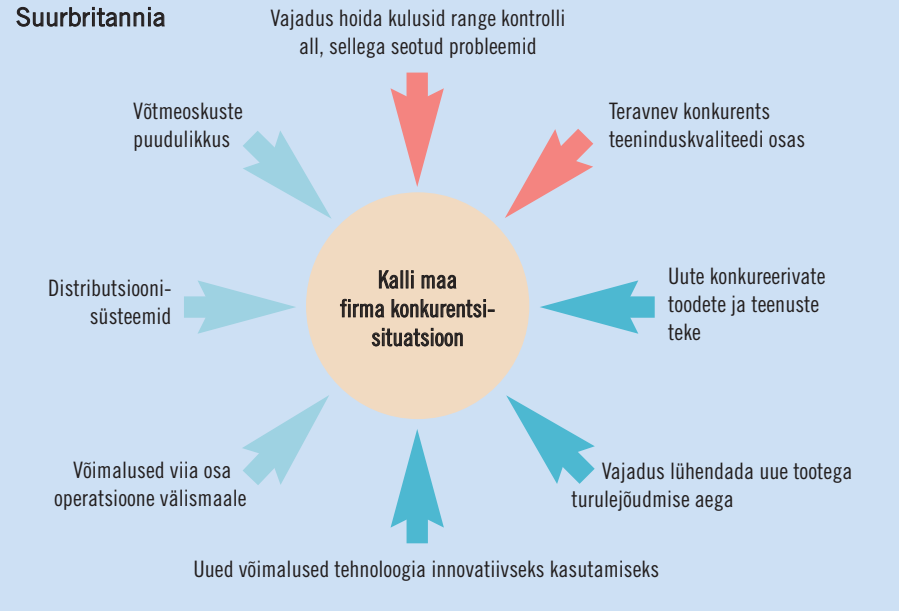 Suurbritannia
Vajadus hoida kulusid range kontrolli
all, sellega seotud probleemid
Võtmeoskuste
puudulikkus
Teravnev konkurents
teeninduskvaliteedi osas
Distributsiooni-
süsteemid
Kalli maa
firma konkurentsi-
situatsioon
Uute konkureerivate
toodete ja teenuste
teke
Võimalused viia osa
operatsioone välismaale
Vajadus lühendada uue tootega
turulejõudmise aega
Uued võimalused tehnoloogia innovatiivseks kasutamiseks